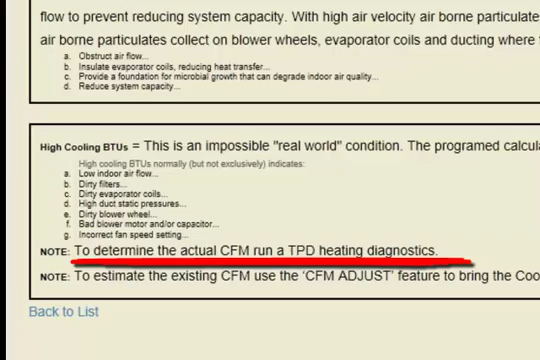 flow to prevent reducing system capacity. With high air velocity air borne particulate
air borne particulates collect on blower wheels, evaporator coils and ducting where
a. Obstruct air flow...
b. Insulate evaporator coils, reducing heat transfer...
c. Provide a foundation for microbial growth that can degrade indoor air quality...
d. Reduce system capacity...
High Cooling BTUs = This is an impossible "real world" condition. The programed calcula
High cooling BTUs normally (but not exclusively) indicates:
a. Low indoor air flow...
b. Dirty filters...
c. Dirty evaporator coils...
d. High duct static pressures...
e. Dirty blower wheel...
f. Bad blower motor and/or capacitor...
g. Incorrect fan speed setting...
NOTE: To determine the actual CFM run a TPD heating diagnostics.
NOTE: To estimate the existing CFM use the ‘CFM ADJUST’ feature to bring the Coo
Back to List